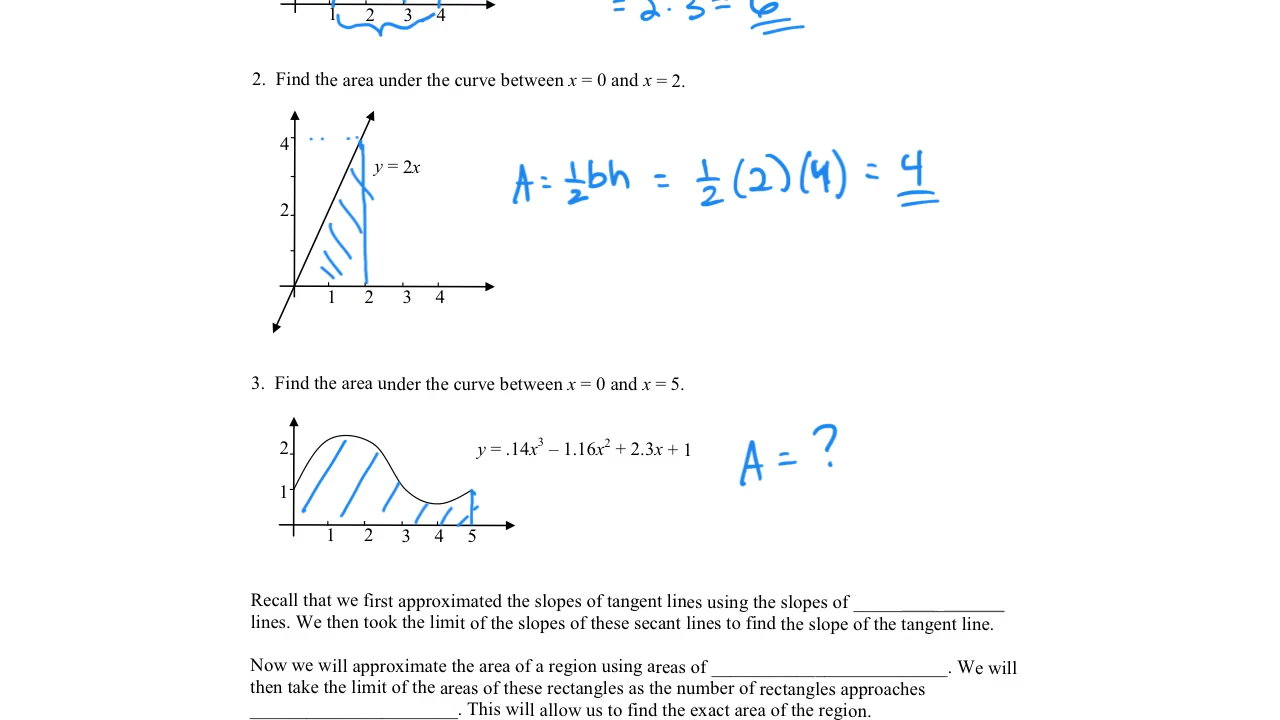 1 2 3 4
= 2 · 3 = 6
2. Find the area under the curve between x = 0 and x = 2.
4
y = 2x
A = 1/2 bh = 1/2 (2)(4) = 4
2
1 2 3 4
3. Find the area under the curve between x = 0 and x = 5.
2
y = .14x³ – 1.16x² + 2.3x + 1
A = ?
1
1 2 3 4 5
Recall that we first approximated the slopes of tangent lines using the slopes of ________________
lines. We then took the limit of the slopes of these secant lines to find the slope of the tangent line.
Now we will approximate the area of a region using areas of _________________________. We will
then take the limit of the areas of these rectangles as the number of rectangles approaches
______________________. This will allow us to find the exact area of the region.